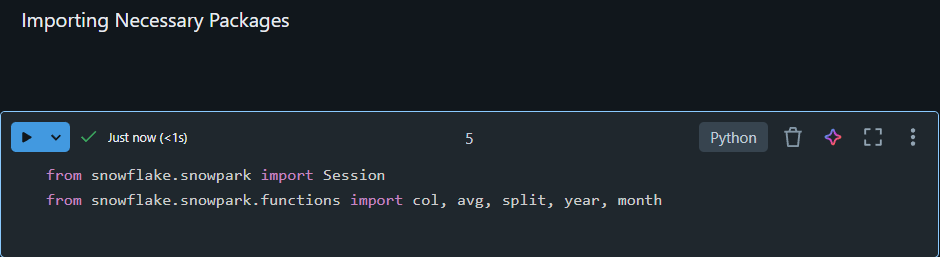 Importing Necessary Packages
Just now (<1s)
5
Python
from snowflake.snowpark import Session
from snowflake.snowpark.functions import col, avg, split, year, month